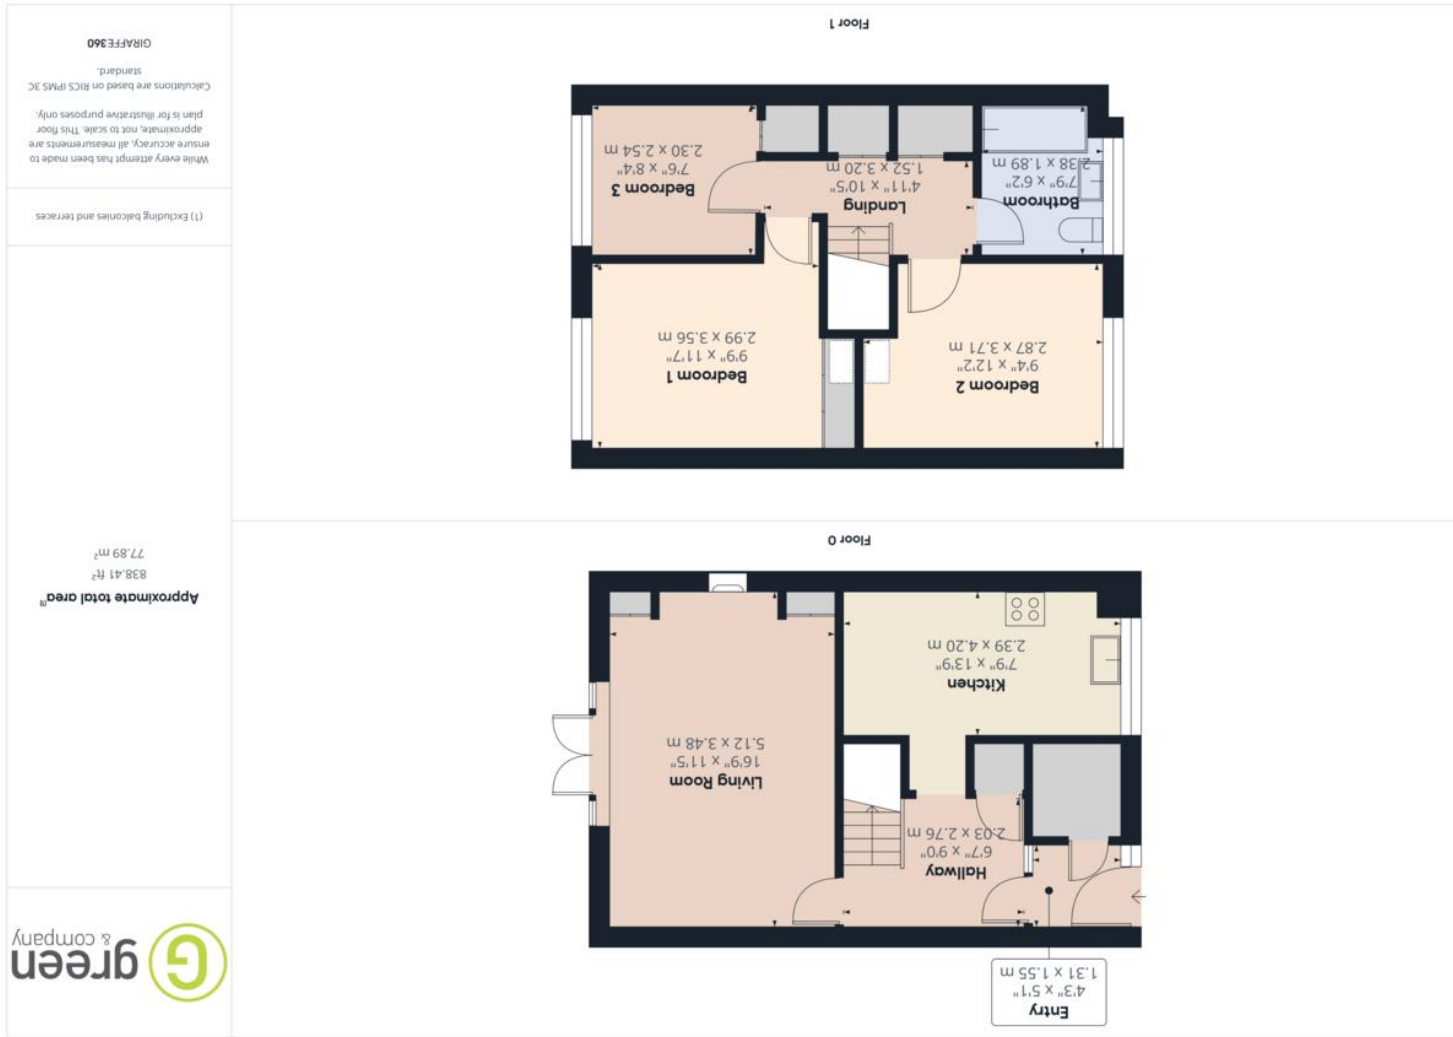 green
& company
Approximate total area⁽¹⁾
838.41 ft²
77.89 m²
(1) Excluding balconies and terraces
While every attempt has been made to
ensure accuracy, all measurements are
approximate, not to scale. This floor
plan is for illustrative purposes only.
Calculations are based on RICS IPMS 3C
standard.
GIRAFFE360
Entry
4'3" x 5'1"
1.31 x 1.55 m
Hallway
6'7" x 9'0"
2.03 x 2.76 m
Living Room
16'9" x 11'5"
5.12 x 3.48 m
Kitchen
7'9" x 13'9"
2.39 x 4.20 m
Floor 0
Bedroom 2
9'4" x 12'2"
2.87 x 3.71 m
Bedroom 1
9'9" x 11'7"
2.99 x 3.56 m
Bathroom
7'9" x 6'2"
2.38 x 1.89 m
Landing
4'11" x 10'5"
1.52 x 3.20 m
Bedroom 3
7'6" x 8'4"
2.30 x 2.54 m
Floor 1